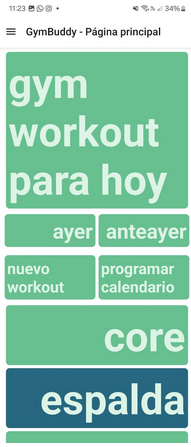 11:23 34%
GymBuddy - Página principal
gym
workout
para hoy
ayer anteayer
nuevo
workout
programar
calendario
core
espalda